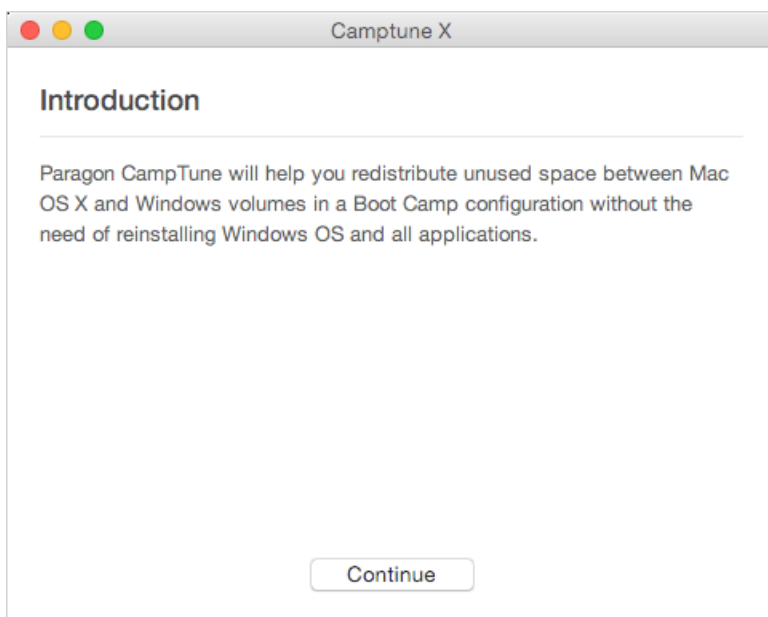 Camptune X
Introduction
Paragon CampTune will help you redistribute unused space between Mac
OS X and Windows volumes in a Boot Camp configuration without the
need of reinstalling Windows OS and all applications.
Continue